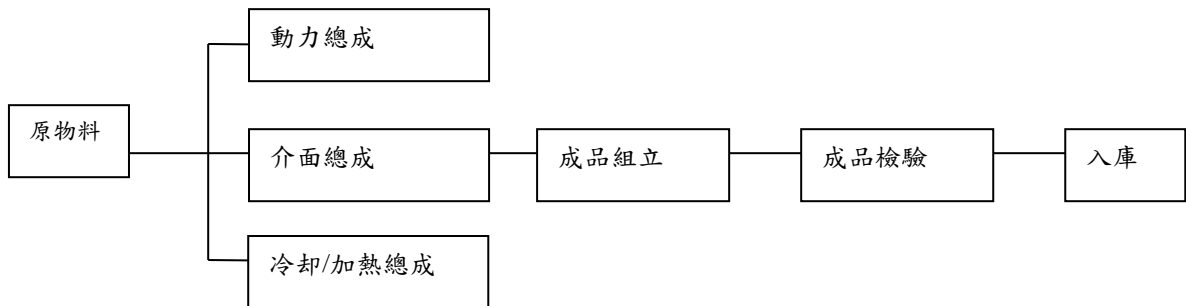 動力總成
原物料
介面總成
成品組立
成品檢驗
入庫
冷却/加熱總成